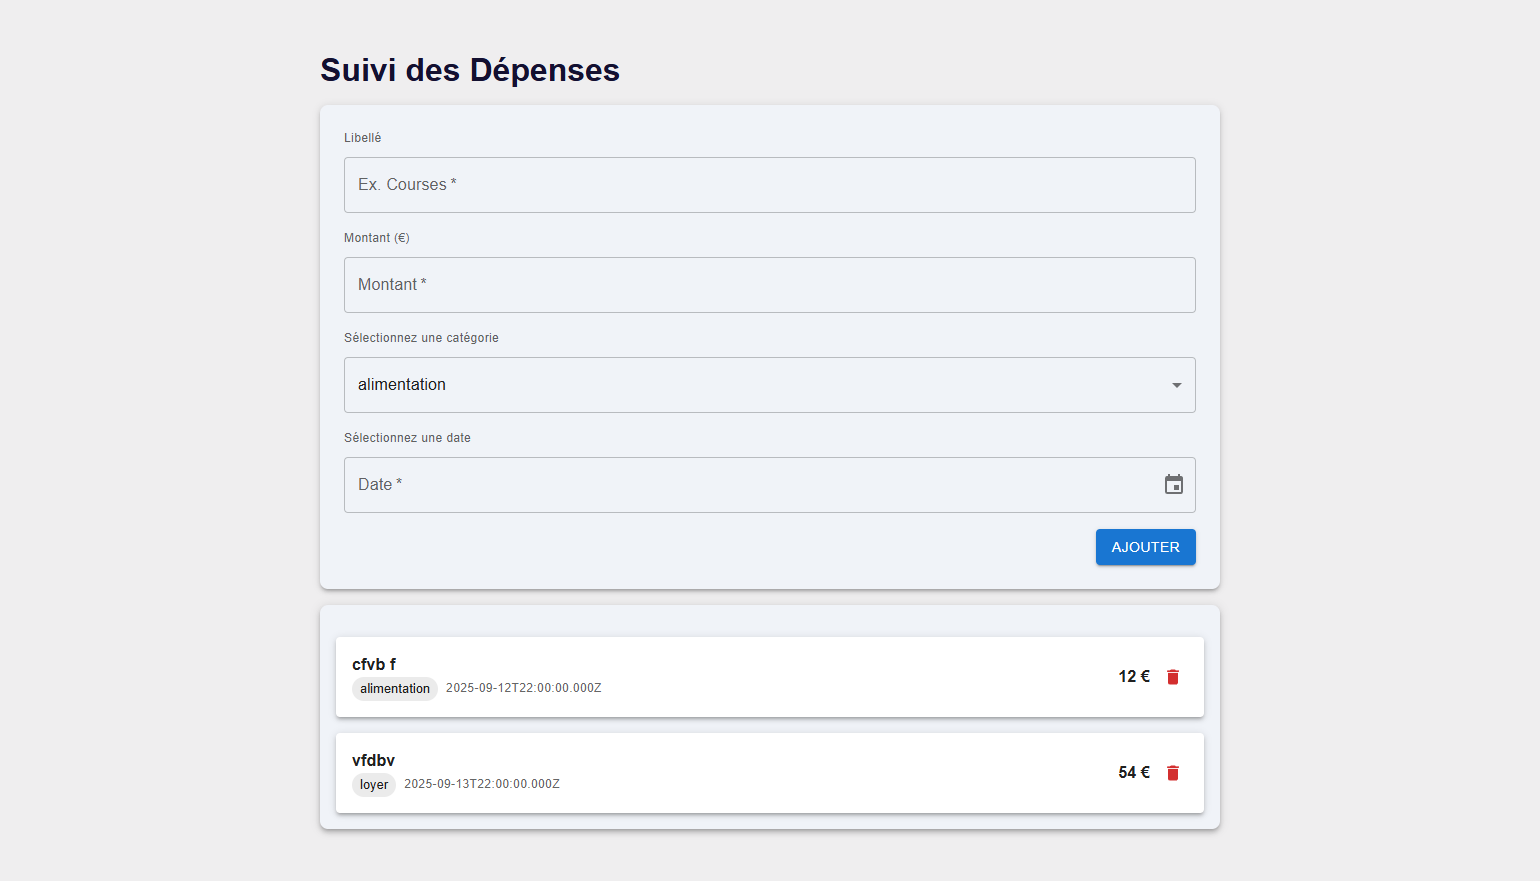 Suivi des Dépenses
Libellé
Ex. Courses *
Montant (€)
Montant *
Sélectionnez une catégorie
alimentation
Sélectionnez une date
Date *
AJOUTER
cfvb f
12 €
alimentation 2025-09-12T22:00:00.000Z
vfdbv
54 €
loyer 2025-09-13T22:00:00.000Z